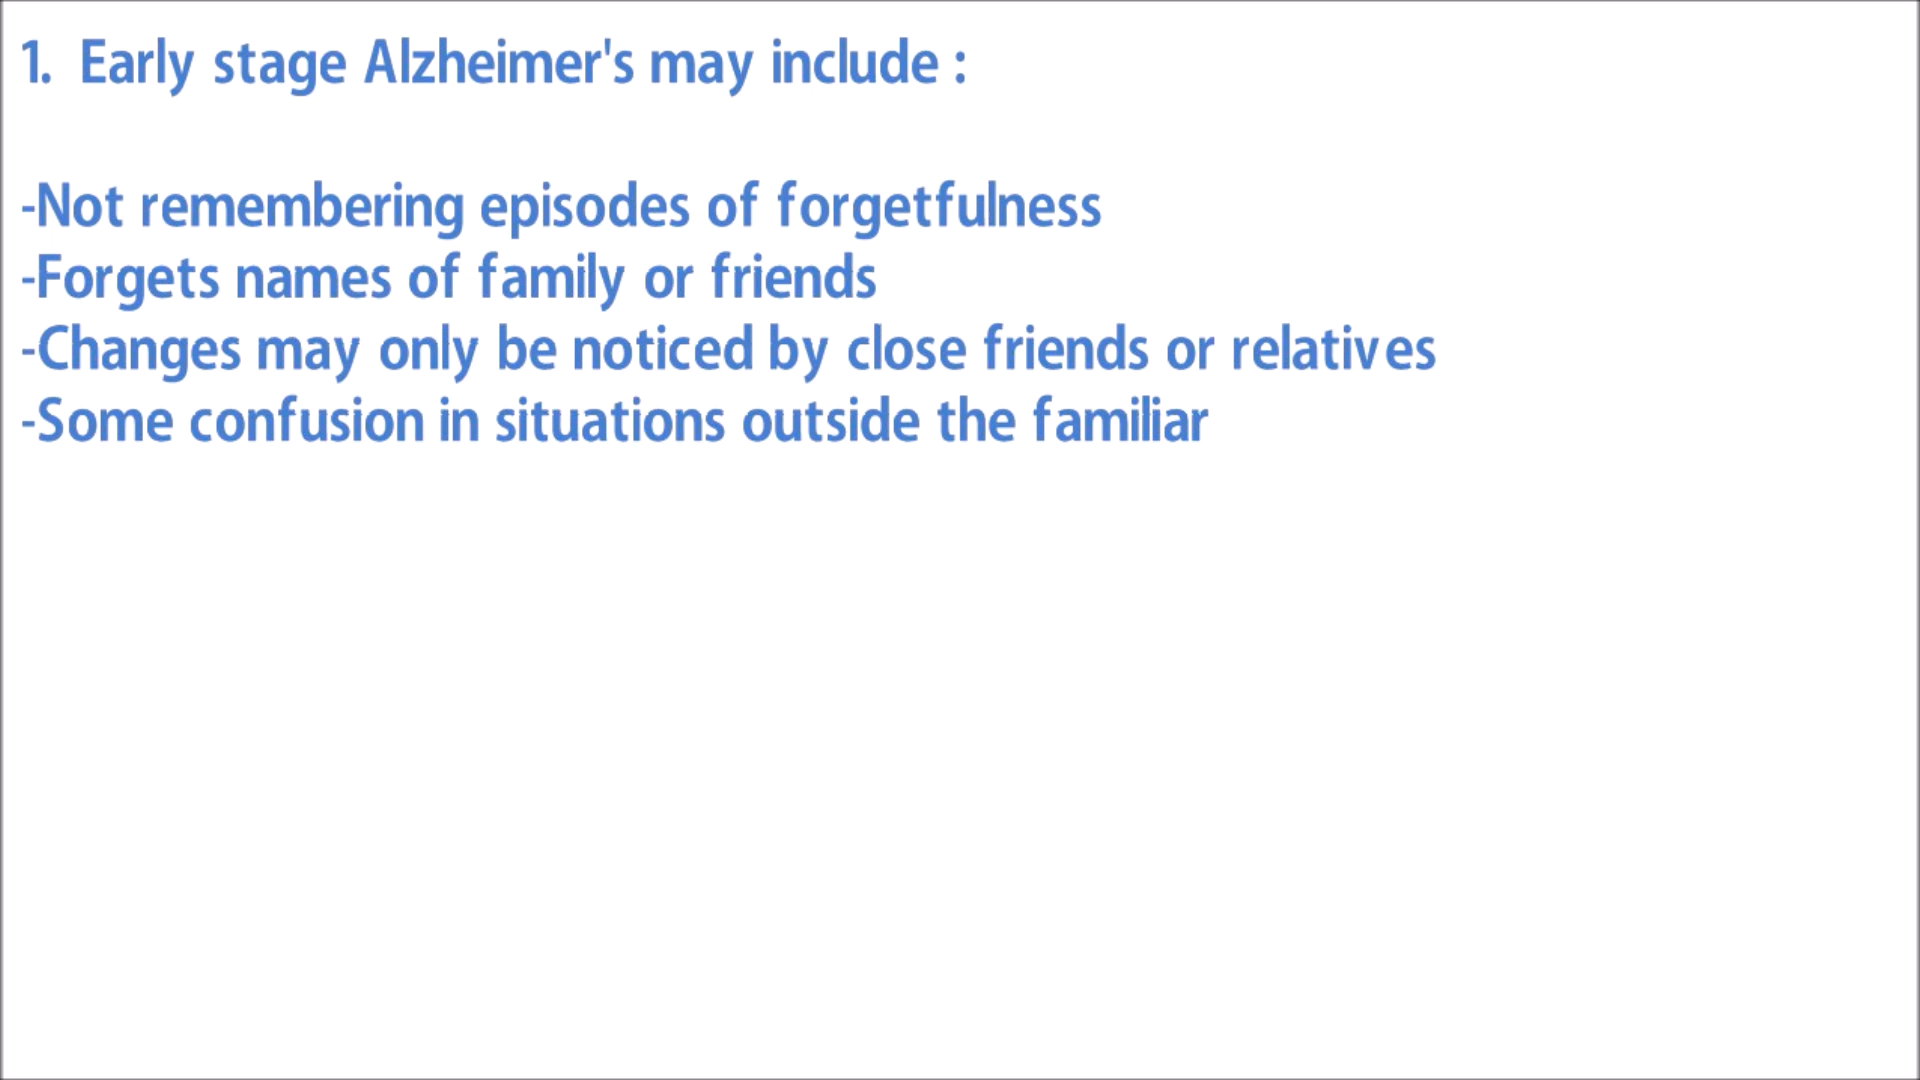 1. Early stage Alzheimer's may include :
-Not remembering episodes of forgetfulness
-Forgets names of family or friends
-Changes may only be noticed by close friends or relatives
-Some confusion in situations outside the familiar